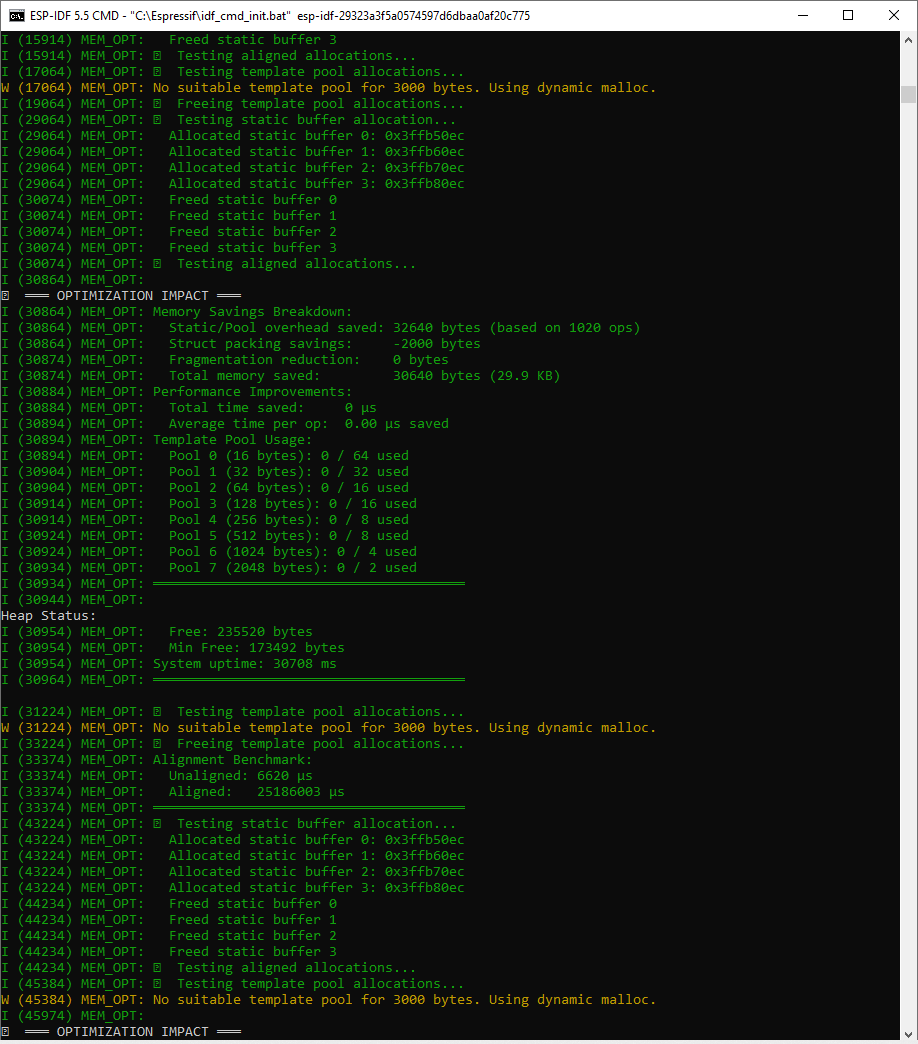 ESP-IDF 5.5 CMD - "C:\Espressif\idf_cmd_init.bat" esp-idf-29323a3f5a0574597d6dbaa0af20c775
I (15914) MEM_OPT:   Freed static buffer 3
I (15914) MEM_OPT:   Testing aligned allocations...
I (17064) MEM_OPT:   Testing template pool allocations...
W (17064) MEM_OPT: No suitable template pool for 3000 bytes. Using dynamic malloc.
I (19064) MEM_OPT:   Freeing template pool allocations...
I (29064) MEM_OPT:   Testing static buffer allocation...
I (29064) MEM_OPT:   Allocated static buffer 0: 0x3ffb50ec
I (29064) MEM_OPT:   Allocated static buffer 1: 0x3ffb60ec
I (29064) MEM_OPT:   Allocated static buffer 2: 0x3ffb70ec
I (29064) MEM_OPT:   Allocated static buffer 3: 0x3ffb80ec
I (30074) MEM_OPT:   Freed static buffer 0
I (30074) MEM_OPT:   Freed static buffer 1
I (30074) MEM_OPT:   Freed static buffer 2
I (30074) MEM_OPT:   Freed static buffer 3
I (30074) MEM_OPT:   Testing aligned allocations...
I (30864) MEM_OPT:
═══ OPTIMIZATION IMPACT ═══
I (30864) MEM_OPT: Memory Savings Breakdown:
I (30864) MEM_OPT:   Static/Pool overhead saved: 32640 bytes (based on 1020 ops)
I (30864) MEM_OPT:   Struct packing savings:     -2000 bytes
I (30874) MEM_OPT:   Fragmentation reduction:    0 bytes
I (30874) MEM_OPT:   Total memory saved:         30640 bytes (29.9 KB)
I (30884) MEM_OPT: Performance Improvements:
I (30884) MEM_OPT:   Total time saved:     0 µs
I (30894) MEM_OPT:   Average time per op:  0.00 µs saved
I (30894) MEM_OPT: Template Pool Usage:
I (30894) MEM_OPT:   Pool 0 (16 bytes): 0 / 64 used
I (30904) MEM_OPT:   Pool 1 (32 bytes): 0 / 32 used
I (30904) MEM_OPT:   Pool 2 (64 bytes): 0 / 16 used
I (30914) MEM_OPT:   Pool 3 (128 bytes): 0 / 16 used
I (30914) MEM_OPT:   Pool 4 (256 bytes): 0 / 8 used
I (30924) MEM_OPT:   Pool 5 (512 bytes): 0 / 8 used
I (30924) MEM_OPT:   Pool 6 (1024 bytes): 0 / 4 used
I (30934) MEM_OPT:   Pool 7 (2048 bytes): 0 / 2 used
I (30934) MEM_OPT: ═══════════════════════════════════════
I (30944) MEM_OPT:
Heap Status:
I (30954) MEM_OPT:   Free: 235520 bytes
I (30954) MEM_OPT:   Min Free: 173492 bytes
I (30954) MEM_OPT: System uptime: 30708 ms
I (30964) MEM_OPT: ═══════════════════════════════════════
I (31224) MEM_OPT:   Testing template pool allocations...
W (31224) MEM_OPT: No suitable template pool for 3000 bytes. Using dynamic malloc.
I (33224) MEM_OPT:   Freeing template pool allocations...
I (33374) MEM_OPT: Alignment Benchmark:
I (33374) MEM_OPT:   Unaligned: 6620 µs
I (33374) MEM_OPT:   Aligned:   25186003 µs
I (33374) MEM_OPT: ═══════════════════════════════════════
I (43224) MEM_OPT:   Testing static buffer allocation...
I (43224) MEM_OPT:   Allocated static buffer 0: 0x3ffb50ec
I (43224) MEM_OPT:   Allocated static buffer 1: 0x3ffb60ec
I (43224) MEM_OPT:   Allocated static buffer 2: 0x3ffb70ec
I (43224) MEM_OPT:   Allocated static buffer 3: 0x3ffb80ec
I (44234) MEM_OPT:   Freed static buffer 0
I (44234) MEM_OPT:   Freed static buffer 1
I (44234) MEM_OPT:   Freed static buffer 2
I (44234) MEM_OPT:   Freed static buffer 3
I (44234) MEM_OPT:   Testing aligned allocations...
I (45384) MEM_OPT:   Testing template pool allocations...
W (45384) MEM_OPT: No suitable template pool for 3000 bytes. Using dynamic malloc.
I (45974) MEM_OPT:
═══ OPTIMIZATION IMPACT ═══